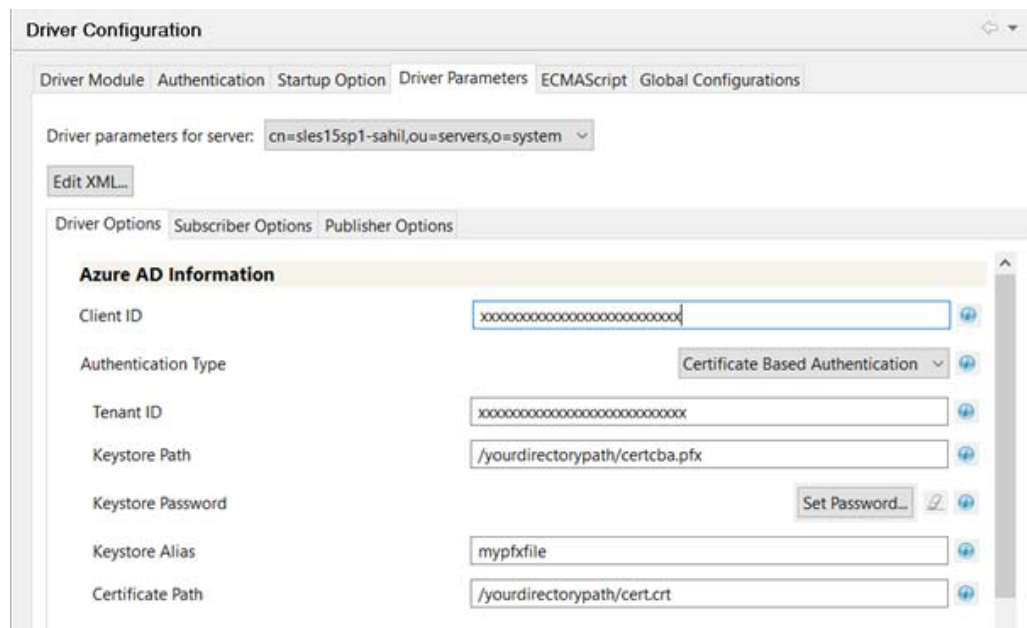 Driver Configuration
Driver Module Authentication Startup Option Driver Parameters ECMAScript Global Configurations
Driver parameters for server: cn=sles15sp1-sahil,ou=servers,o=system
Edit XML...
Driver Options Subscriber Options Publisher Options
Azure AD Information
Client ID xxxxxxxxxxxxxxxxxxxxxxxxxxxx
Authentication Type Certificate Based Authentication
Tenant ID xxxxxxxxxxxxxxxxxxxxxxxxxxxx
Keystore Path /yourdirectorypath/certcba.pfx
Keystore Password Set Password...
Keystore Alias mypfxfile
Certificate Path /yourdirectorypath/cert.crt